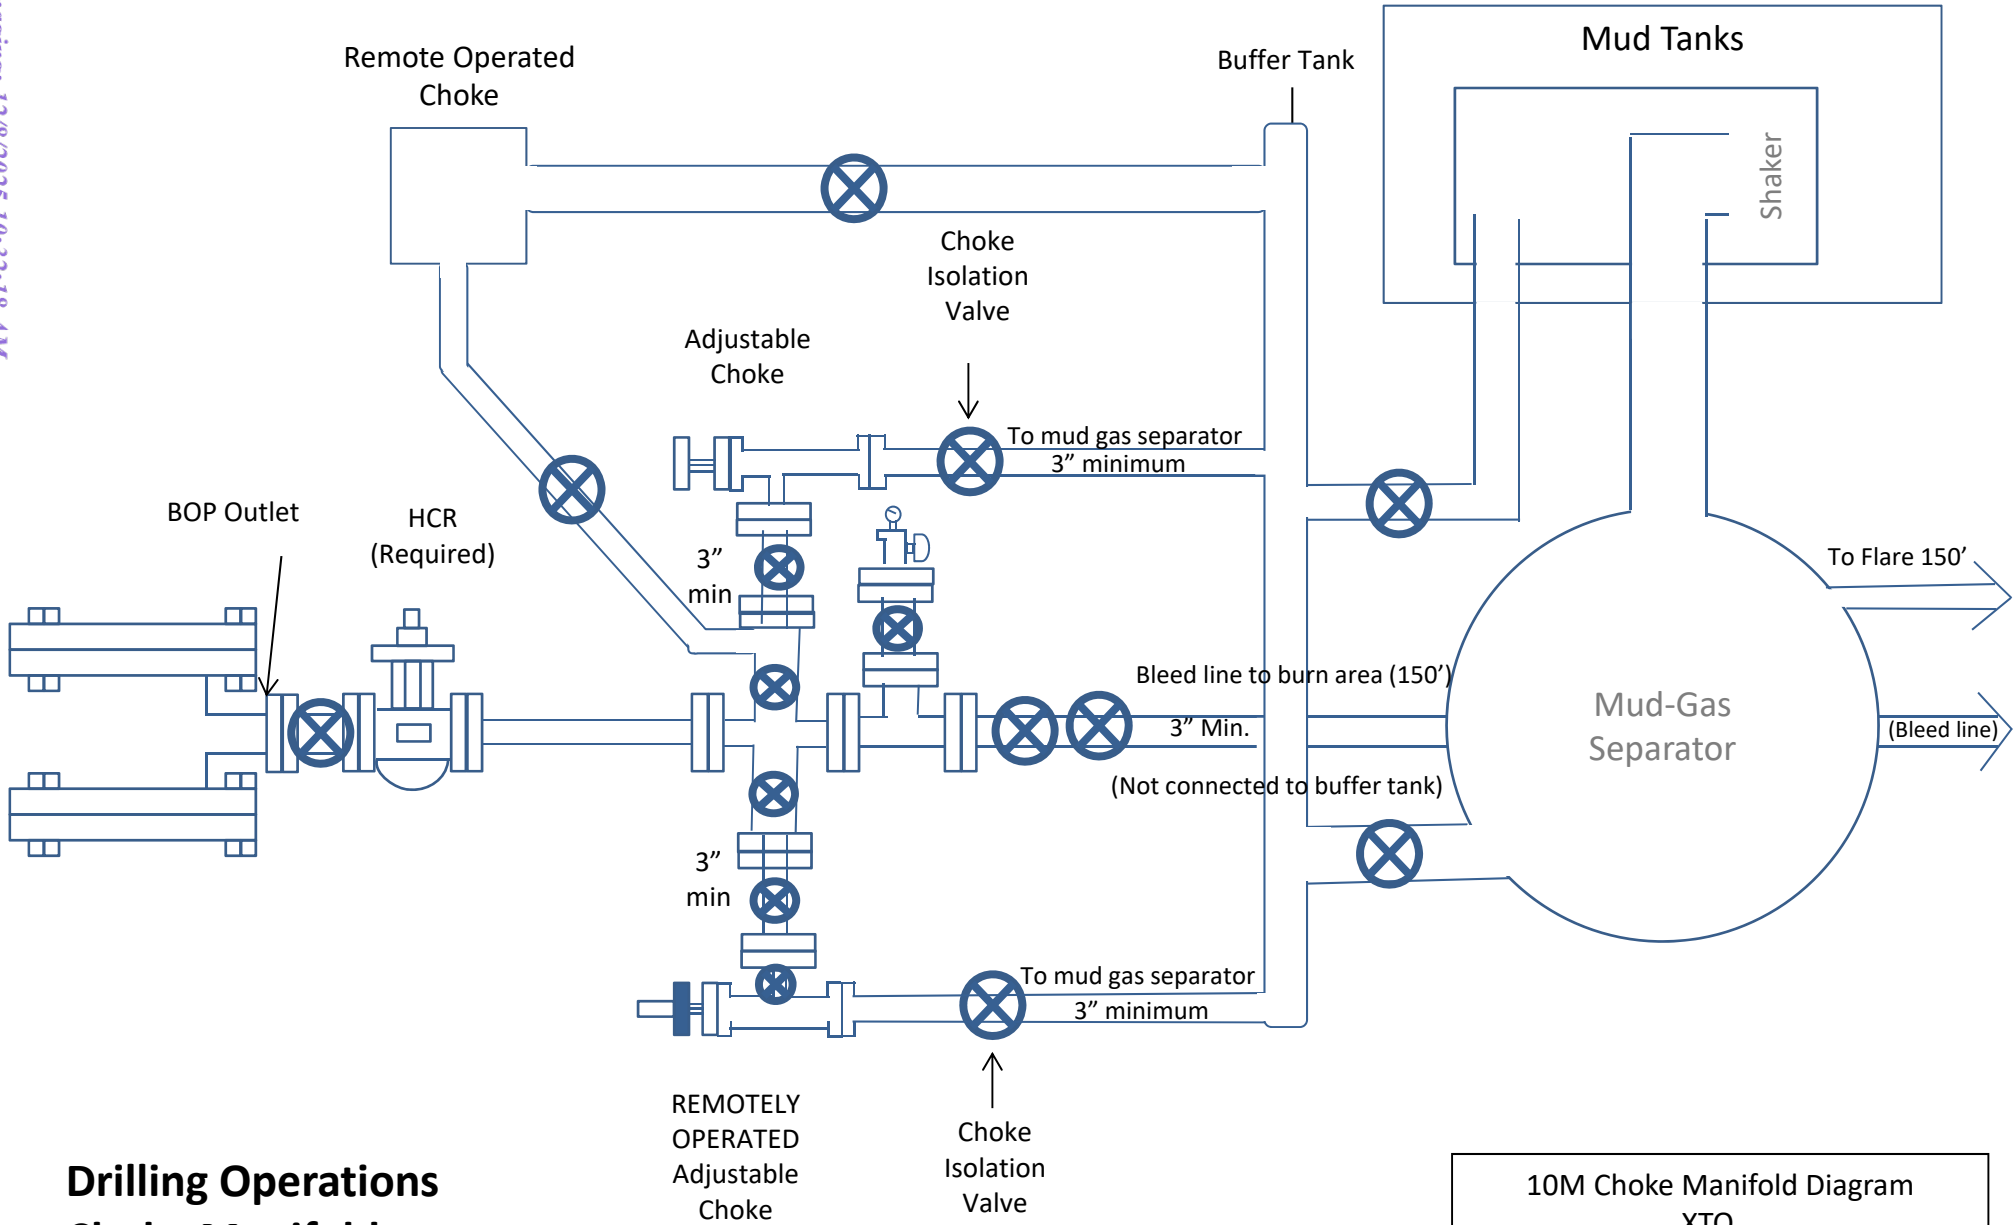 Mud Tanks
Remote Operated
Choke
Buffer Tank
Shaker
Choke
Isolation
Valve
Adjustable
Choke
To mud gas separator
3” minimum
BOP Outlet
HCR
(Required)
3”
min
To Flare 150’
Bleed line to burn area (150’)
3” Min.
(Not connected to buffer tank)
Mud-Gas
Separator
(Bleed line)
3”
min
To mud gas separator
3” minimum
REMOTELY
OPERATED
Adjustable
Choke
Choke
Isolation
Valve
Drilling Operations
10M Choke Manifold Diagram
XTO